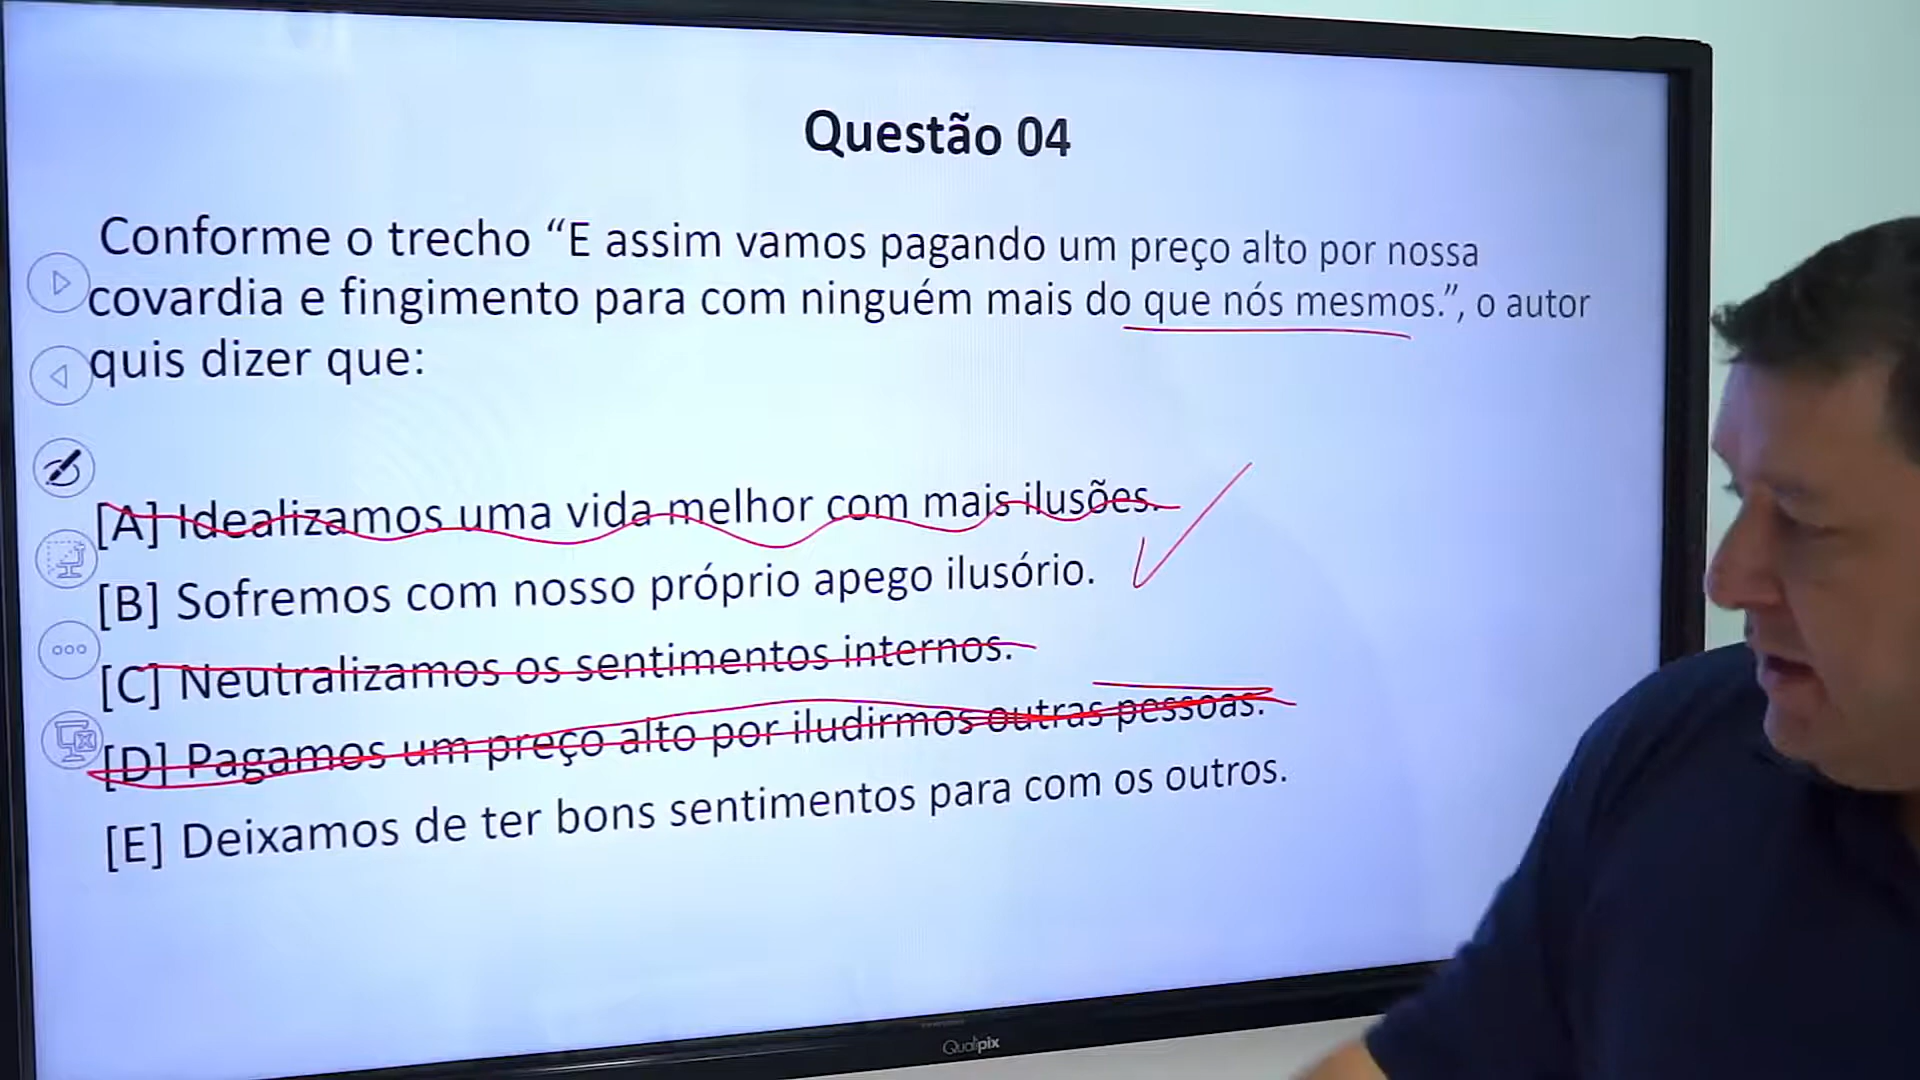 Questão 04
Conforme o trecho “E assim vamos pagando um preço alto por nossa
covardia e fingimento para com ninguém mais do que nós mesmos.”, o autor
quis dizer que:
[A] Idealizamos uma vida melhor com mais ilusões.
[B] Sofremos com nosso próprio apego ilusório.
[C] Neutralizamos os sentimentos internos.
[D] Pagamos um preço alto por iludirmos outras pessoas.
[E] Deixamos de ter bons sentimentos para com os outros.
Qualipix